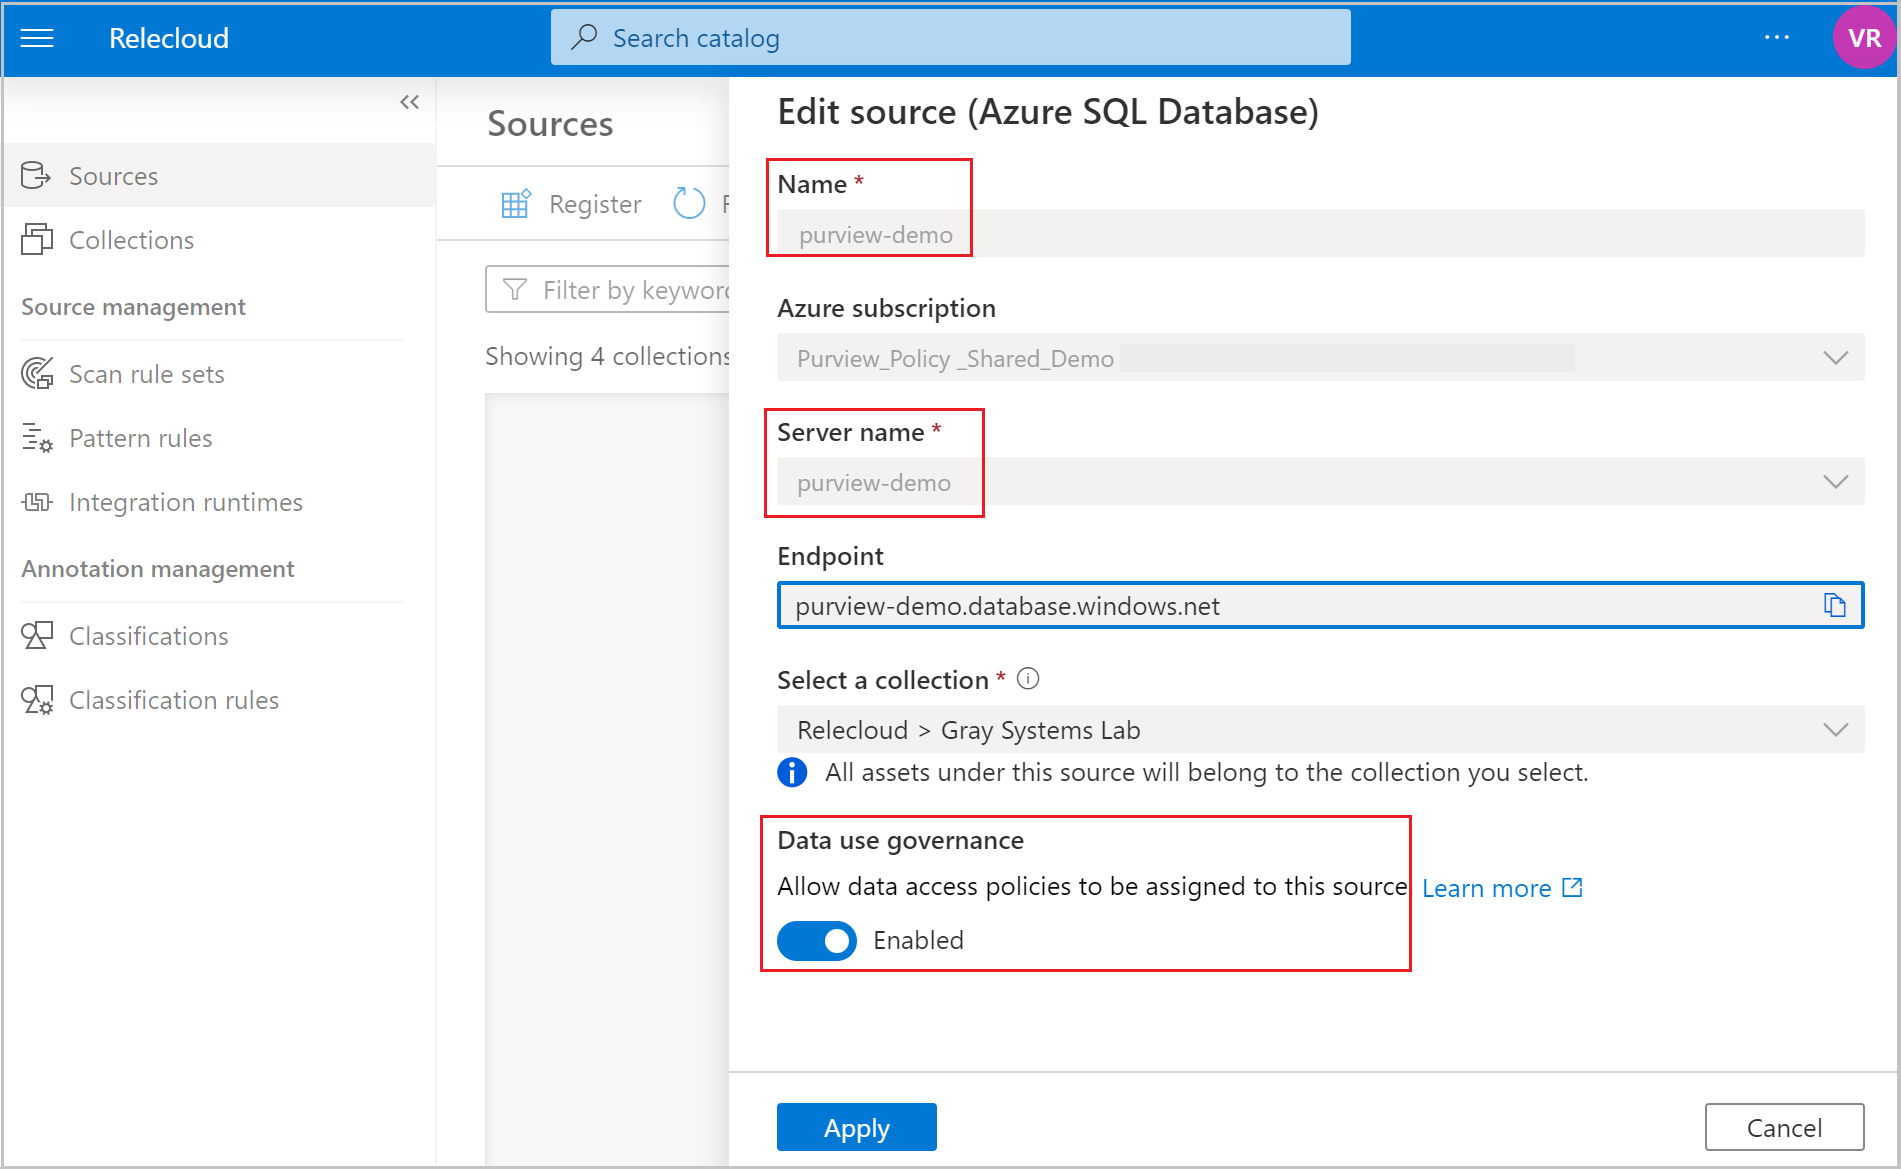 Relecloud
Search catalog
...
VR
Sources
Collections
Source management
Scan rule sets
Pattern rules
Integration runtimes
Annotation management
Classifications
Classification rules
Sources
Register
Filter by keyword
Showing 4 collections
Edit source (Azure SQL Database)
Name *
purview-demo
Azure subscription
Purview_Policy _Shared_Demo
Server name *
purview-demo
Endpoint
purview-demo.database.windows.net
Select a collection *
Relecloud > Gray Systems Lab
All assets under this source will belong to the collection you select.
Data use governance
Allow data access policies to be assigned to this source Learn more
Enabled
Apply
Cancel